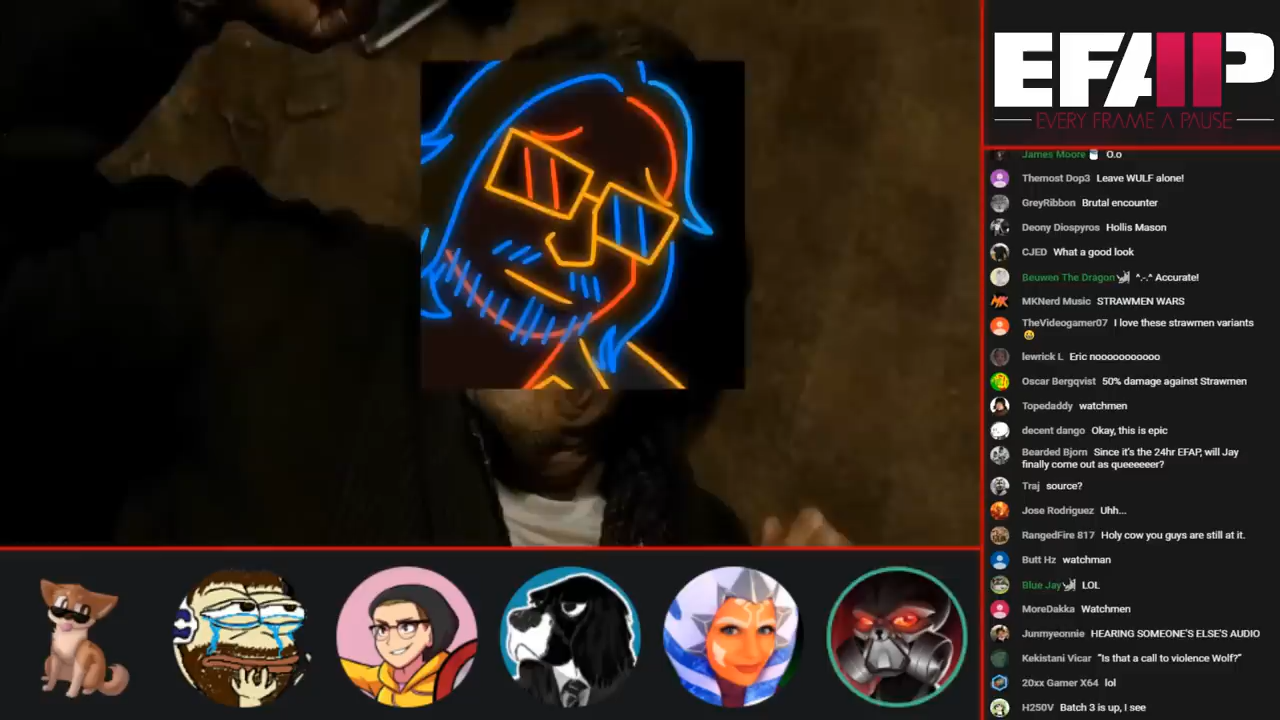 EFAP
EVERY FRAME A PAUSE
James Moore O.o
Themost Dop3 Leave WULF alone!
GreyRibbon Brutal encounter
Deony Diospyros Hollis Mason
CJED What a good look
Beuwen The Dragon ^.-.^ Accurate!
MKNerd Music STRAWMEN WARS
TheVideogamer07 I love these strawmen variants
lewrick L Eric nooooooooooo
Oscar Bergqvist 50% damage against Strawmen
Topedaddy watchmen
decent dango Okay, this is epic
Bearded Bjorn Since it's the 24hr EFAP, will Jay
finally come out as queeeeeer?
Traj source?
Jose Rodriguez Uhh...
RangedFire 817 Holy cow you guys are still at it.
Butt Hz watchman
Blue Jay LOL
MoreDakka Watchmen
Junmyeonnie HEARING SOMEONE'S ELSE'S AUDIO
Kekistani Vicar "Is that a call to violence Wolf?"
20xx Gamer X64 lol
H250V Batch 3 is up, I see